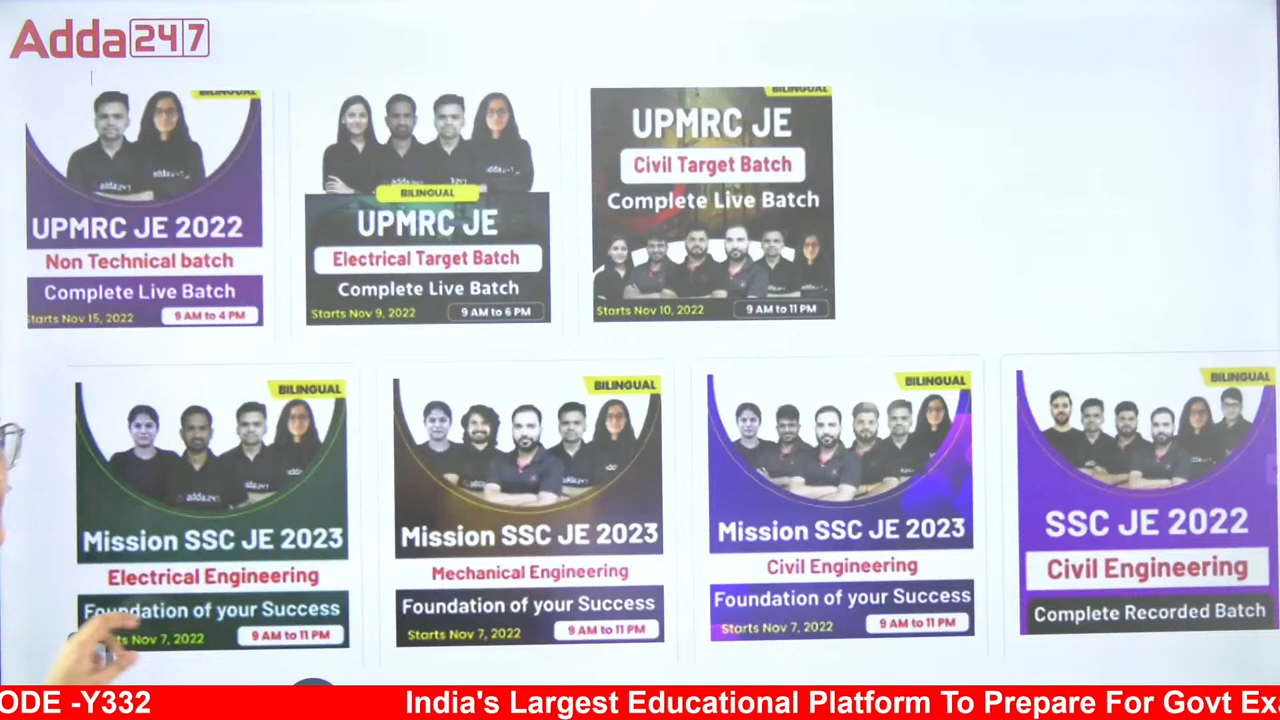 Adda 247
BILINGUAL
UPMRC JE 2022
Non Technical batch
Complete Live Batch
Starts Nov 15, 2022
9 AM to 4 PM
BILINGUAL
UPMRC JE
Electrical Target Batch
Complete Live Batch
Starts Nov 9, 2022
9 AM to 6 PM
BILINGUAL
UPMRC JE
Civil Target Batch
Complete Live Batch
Starts Nov 10, 2022
9 AM to 11 PM
BILINGUAL
adda247
Mission SSC JE 2023
Electrical Engineering
Foundation of your Success
Nov 7, 2022
9 AM to 11 PM
BILINGUAL
Mission SSC JE 2023
Mechanical Engineering
Foundation of your Success
Starts Nov 7, 2022
9 AM to 11 PM
BILINGUAL
Mission SSC JE 2023
Civil Engineering
Foundation of your Success
Starts Nov 7, 2022
9 AM to 11 PM
BILINGUAL
SSC JE 2022
Civil Engineering
Complete Recorded Batch
ODE -Y332
India's Largest Educational Platform To Prepare For Govt Ex